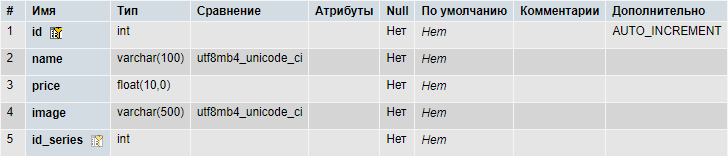 # Имя Тип Сравнение Атрибуты Null По умолчанию Комментарии Дополнительно
1 id int Нет Нет AUTO_INCREMENT
2 name varchar(100) utf8mb4_unicode_ci Нет Нет
3 price float(10,0) Нет Нет
4 image varchar(500) utf8mb4_unicode_ci Нет Нет
5 id_series int Нет Нет